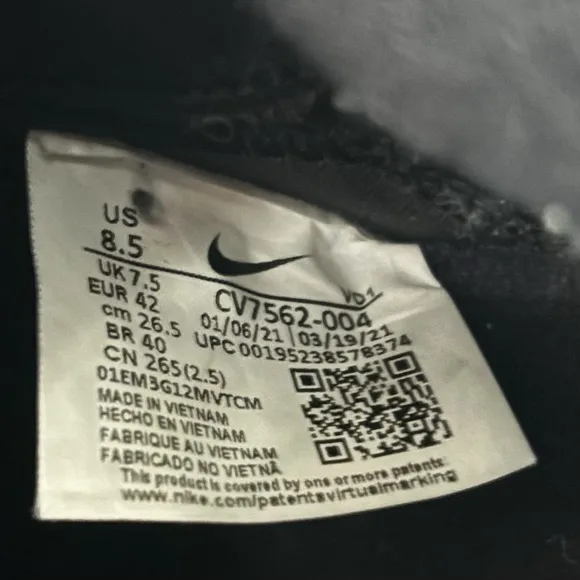 US
8.5
UK 7.5
EUR 42
cm 26.5
BR 40
CN 265(2.5)
VD1
CV7562-004
01/06/21 | 03/19/21
UPC 00195238578374
01EM3G12MVTCM
MADE IN VIETNAM
HECHO EN VIETNAM
FABRIQUE AU VIETNAM
FABRICADO NO VIETNÃ
This product is covered by one or more patents:
www.nike.com/patentsvirtualmarking